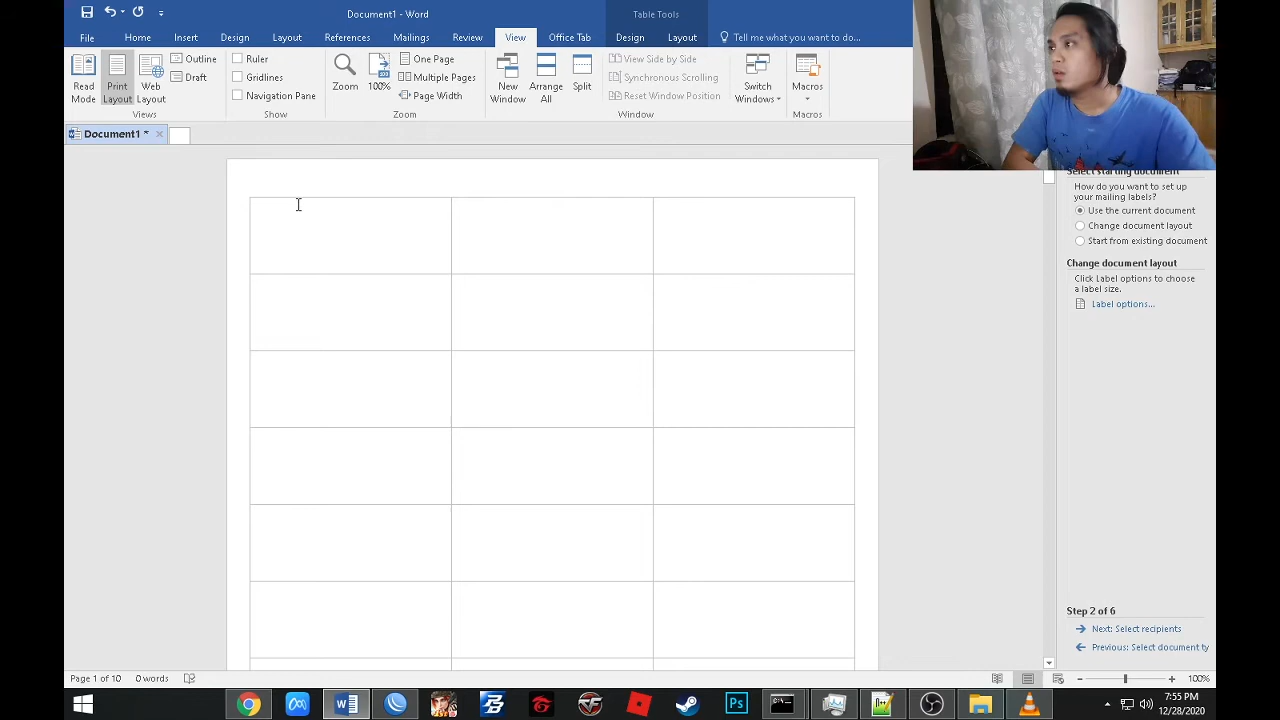 Document1 - Word
Table Tools
File Home Insert Design Layout References Mailings Review View Office Tab Design Layout Tell me what you want to do...
Read Mode
Print Layout
Web Layout
Outline
Draft
Views
Ruler
Gridlines
Navigation Pane
Show
Zoom
100%
One Page
Multiple Pages
Page Width
Zoom
New Window
Arrange All
Split
View Side by Side
Synchronous Scrolling
Reset Window Position
Window
Switch Windows
Macros
Macros
Document1 *
Select starting document
How do you want to set up
your mailing labels?
Use the current document
Change document layout
Start from existing document
Change document layout
Click Label options to choose
a label size.
Label options...
Step 2 of 6
Next: Select recipients
Previous: Select document ty
Page 1 of 10 0 words
100%
Ps
7:55 PM
12/28/2020